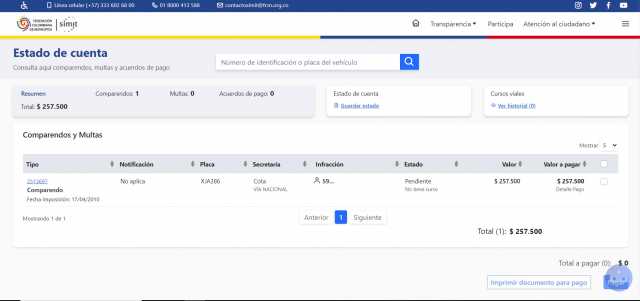 Línea celular (+57) 333 602 60 00
01 8000 413 588
contactosimit@fcm.org.co
FEDERACIÓN
COLOMBIANA
DE MUNICIPIOS
simit
Transparencia
Participa
Atención al ciudadano
Menú
Estado de cuenta
Consulta aquí comparendos, multas y acuerdos de pago
Número de identificación o placa del vehículo
Resumen
Comparendos: 1
Multas: 0
Acuerdos de pago: 0
Total: $ 257.500
Estado de cuenta
Guardar estado
Cursos viales
Ver historial (0)
Comparendos y Multas
Mostrar 5
Tipo Notificación Placa Secretaría Infracción Estado Valor Valor a pagar
Comparendo
Fecha imposición: 17/04/2010
No aplica
XJA386
Cota
VIA NACIONAL
59...
Pendiente
No tiene curso
$ 257.500
$ 257.500
Detalle Pago
Mostrando 1 de 1
Anterior 1 Siguiente
Total (1): $ 257.500
Total a pagar (0): $ 0
Imprimir documento para pago